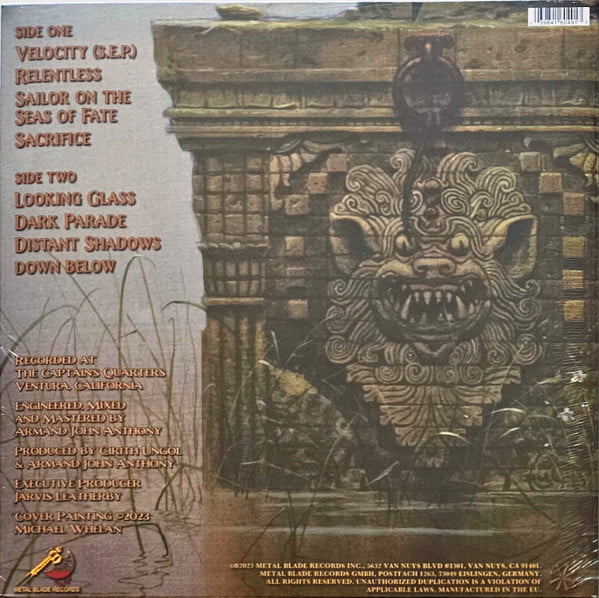 SIDE ONE
VELOCITY (S.E.P.)
RELENTLESS
SAILOR ON THE
SEAS OF FATE
SACRIFICE
SIDE TWO
LOOKING GLASS
DARK PARADE
DISTANT SHADOWS
DOWN BELOW
RECORDED AT
THE CAPTAIN'S QUARTERS
VENTURA, CALIFORNIA
ENGINEERED, MIXED
AND MASTERED BY
ARMAND JOHN ANTHONY
PRODUCED BY CIRITH UNGOL
& ARMAND JOHN ANTHONY
EXECUTIVE PRODUCER
JARVIS LEATHERBY
COVER PAINTING ©2023
MICHAEL WHELAN
METAL BLADE RECORDS
©℗2023 METAL BLADE RECORDS INC., 5632 VAN NUYS BLVD #1301, VAN NUYS, CA 91401.
METAL BLADE RECORDS GMBH, POSTFACH 1263, 73049 EISLINGEN, GERMANY.
ALL RIGHTS RESERVED. UNAUTHORIZED DUPLICATION IS A VIOLATION OF
APPLICABLE LAWS. MANUFACTURED IN THE EU.